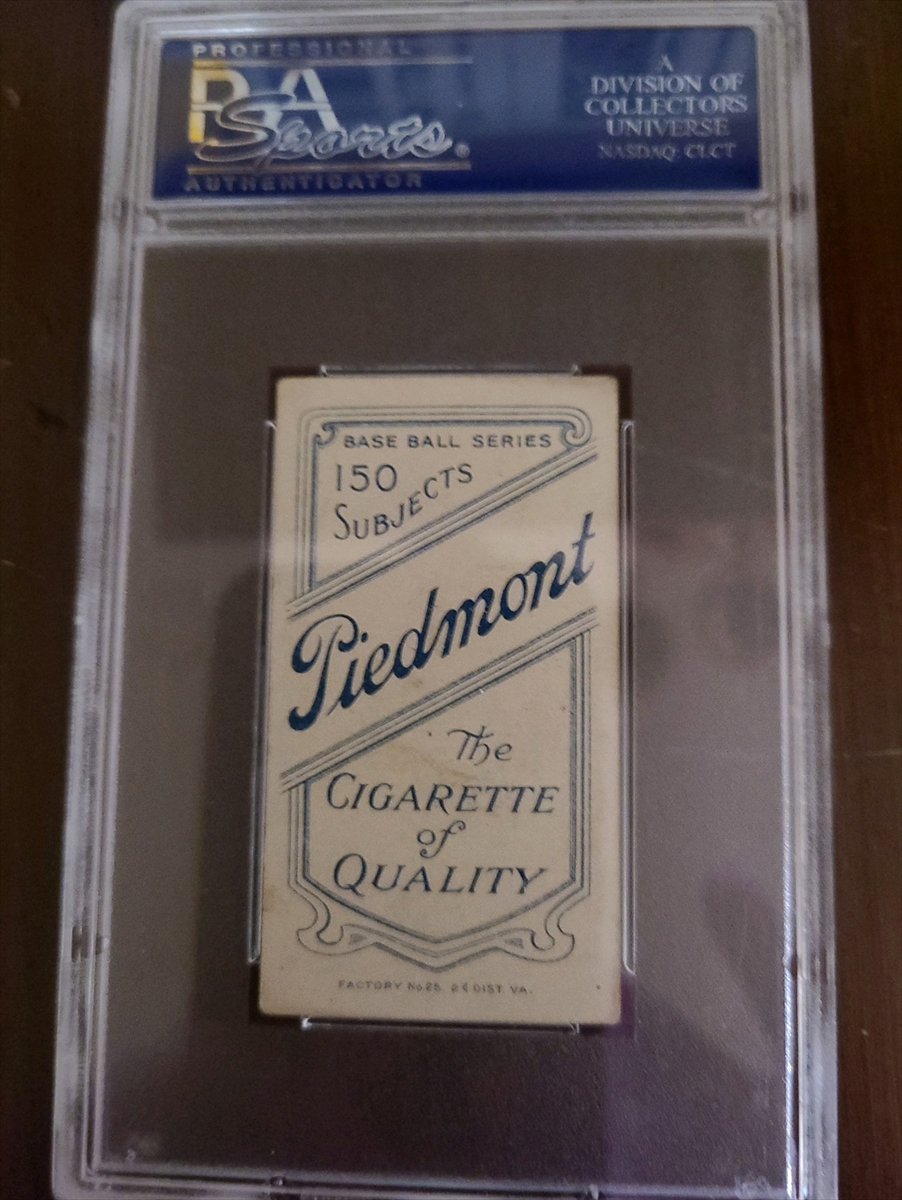 PROFESSIONAL
PSA
Sports®
AUTHENTICATOR
A
DIVISION OF
COLLECTORS
UNIVERSE
NASDAQ: CLCT
BASE BALL SERIES
150
SUBJECTS
Piedmont
The
CIGARETTE
of
QUALITY
FACTORY No 25. 2d DIST. VA.